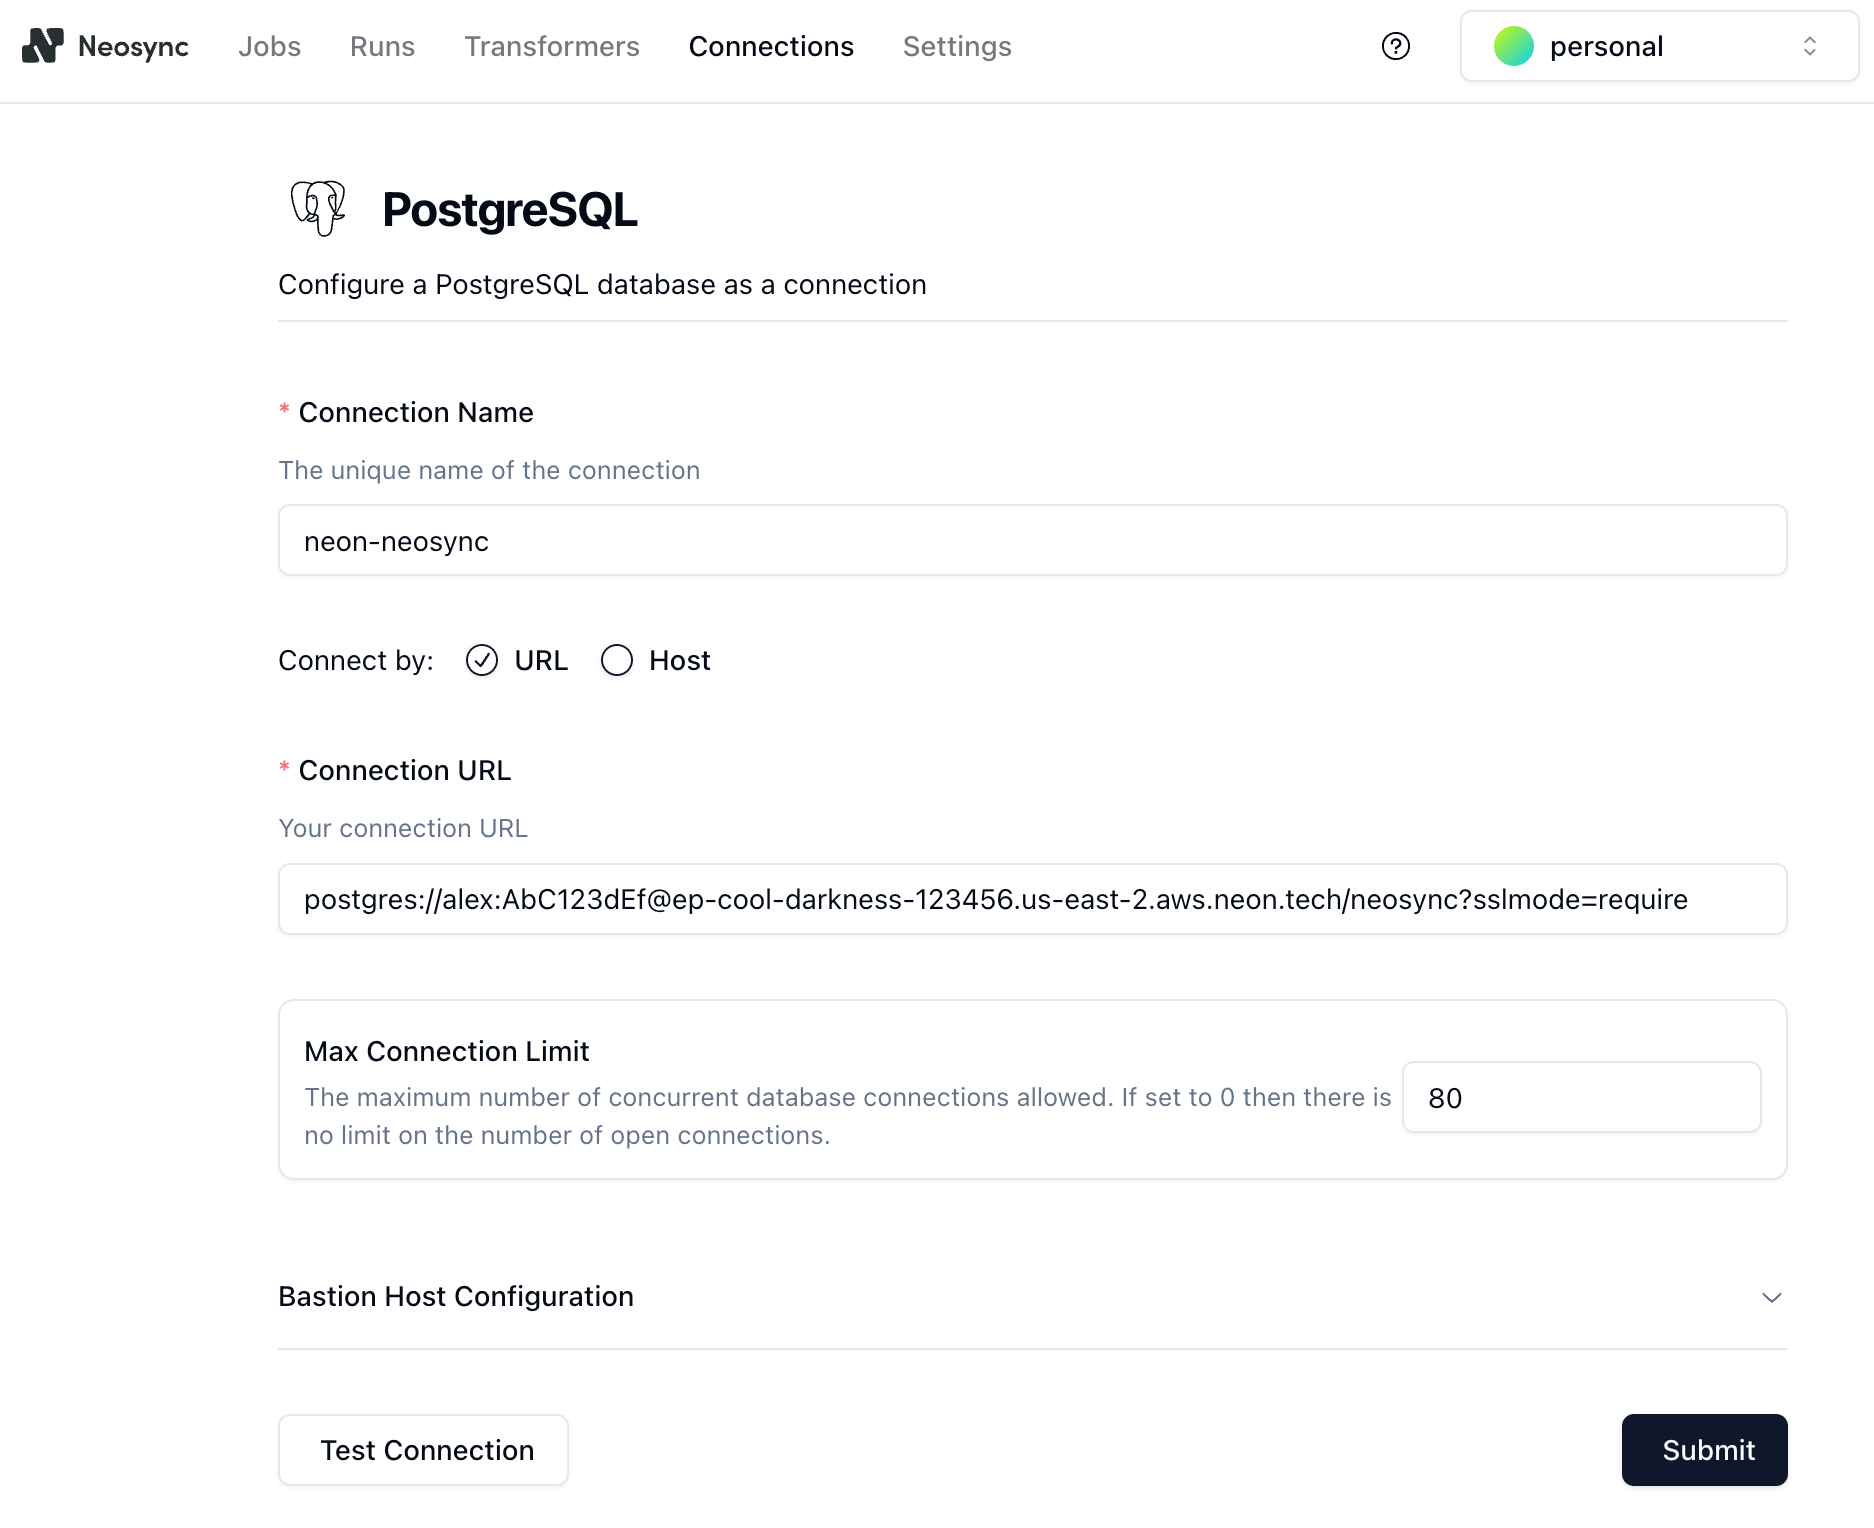 Neosync Jobs Runs Transformers Connections Settings personal
PostgreSQL
Configure a PostgreSQL database as a connection
* Connection Name
The unique name of the connection
neon-neosync
Connect by: URL Host
* Connection URL
Your connection URL
postgres://alex:AbC123dEf@ep-cool-darkness-123456.us-east-2.aws.neon.tech/neosync?sslmode=require
Max Connection Limit
The maximum number of concurrent database connections allowed. If set to 0 then there is
no limit on the number of open connections.
80
Bastion Host Configuration
Test Connection Submit